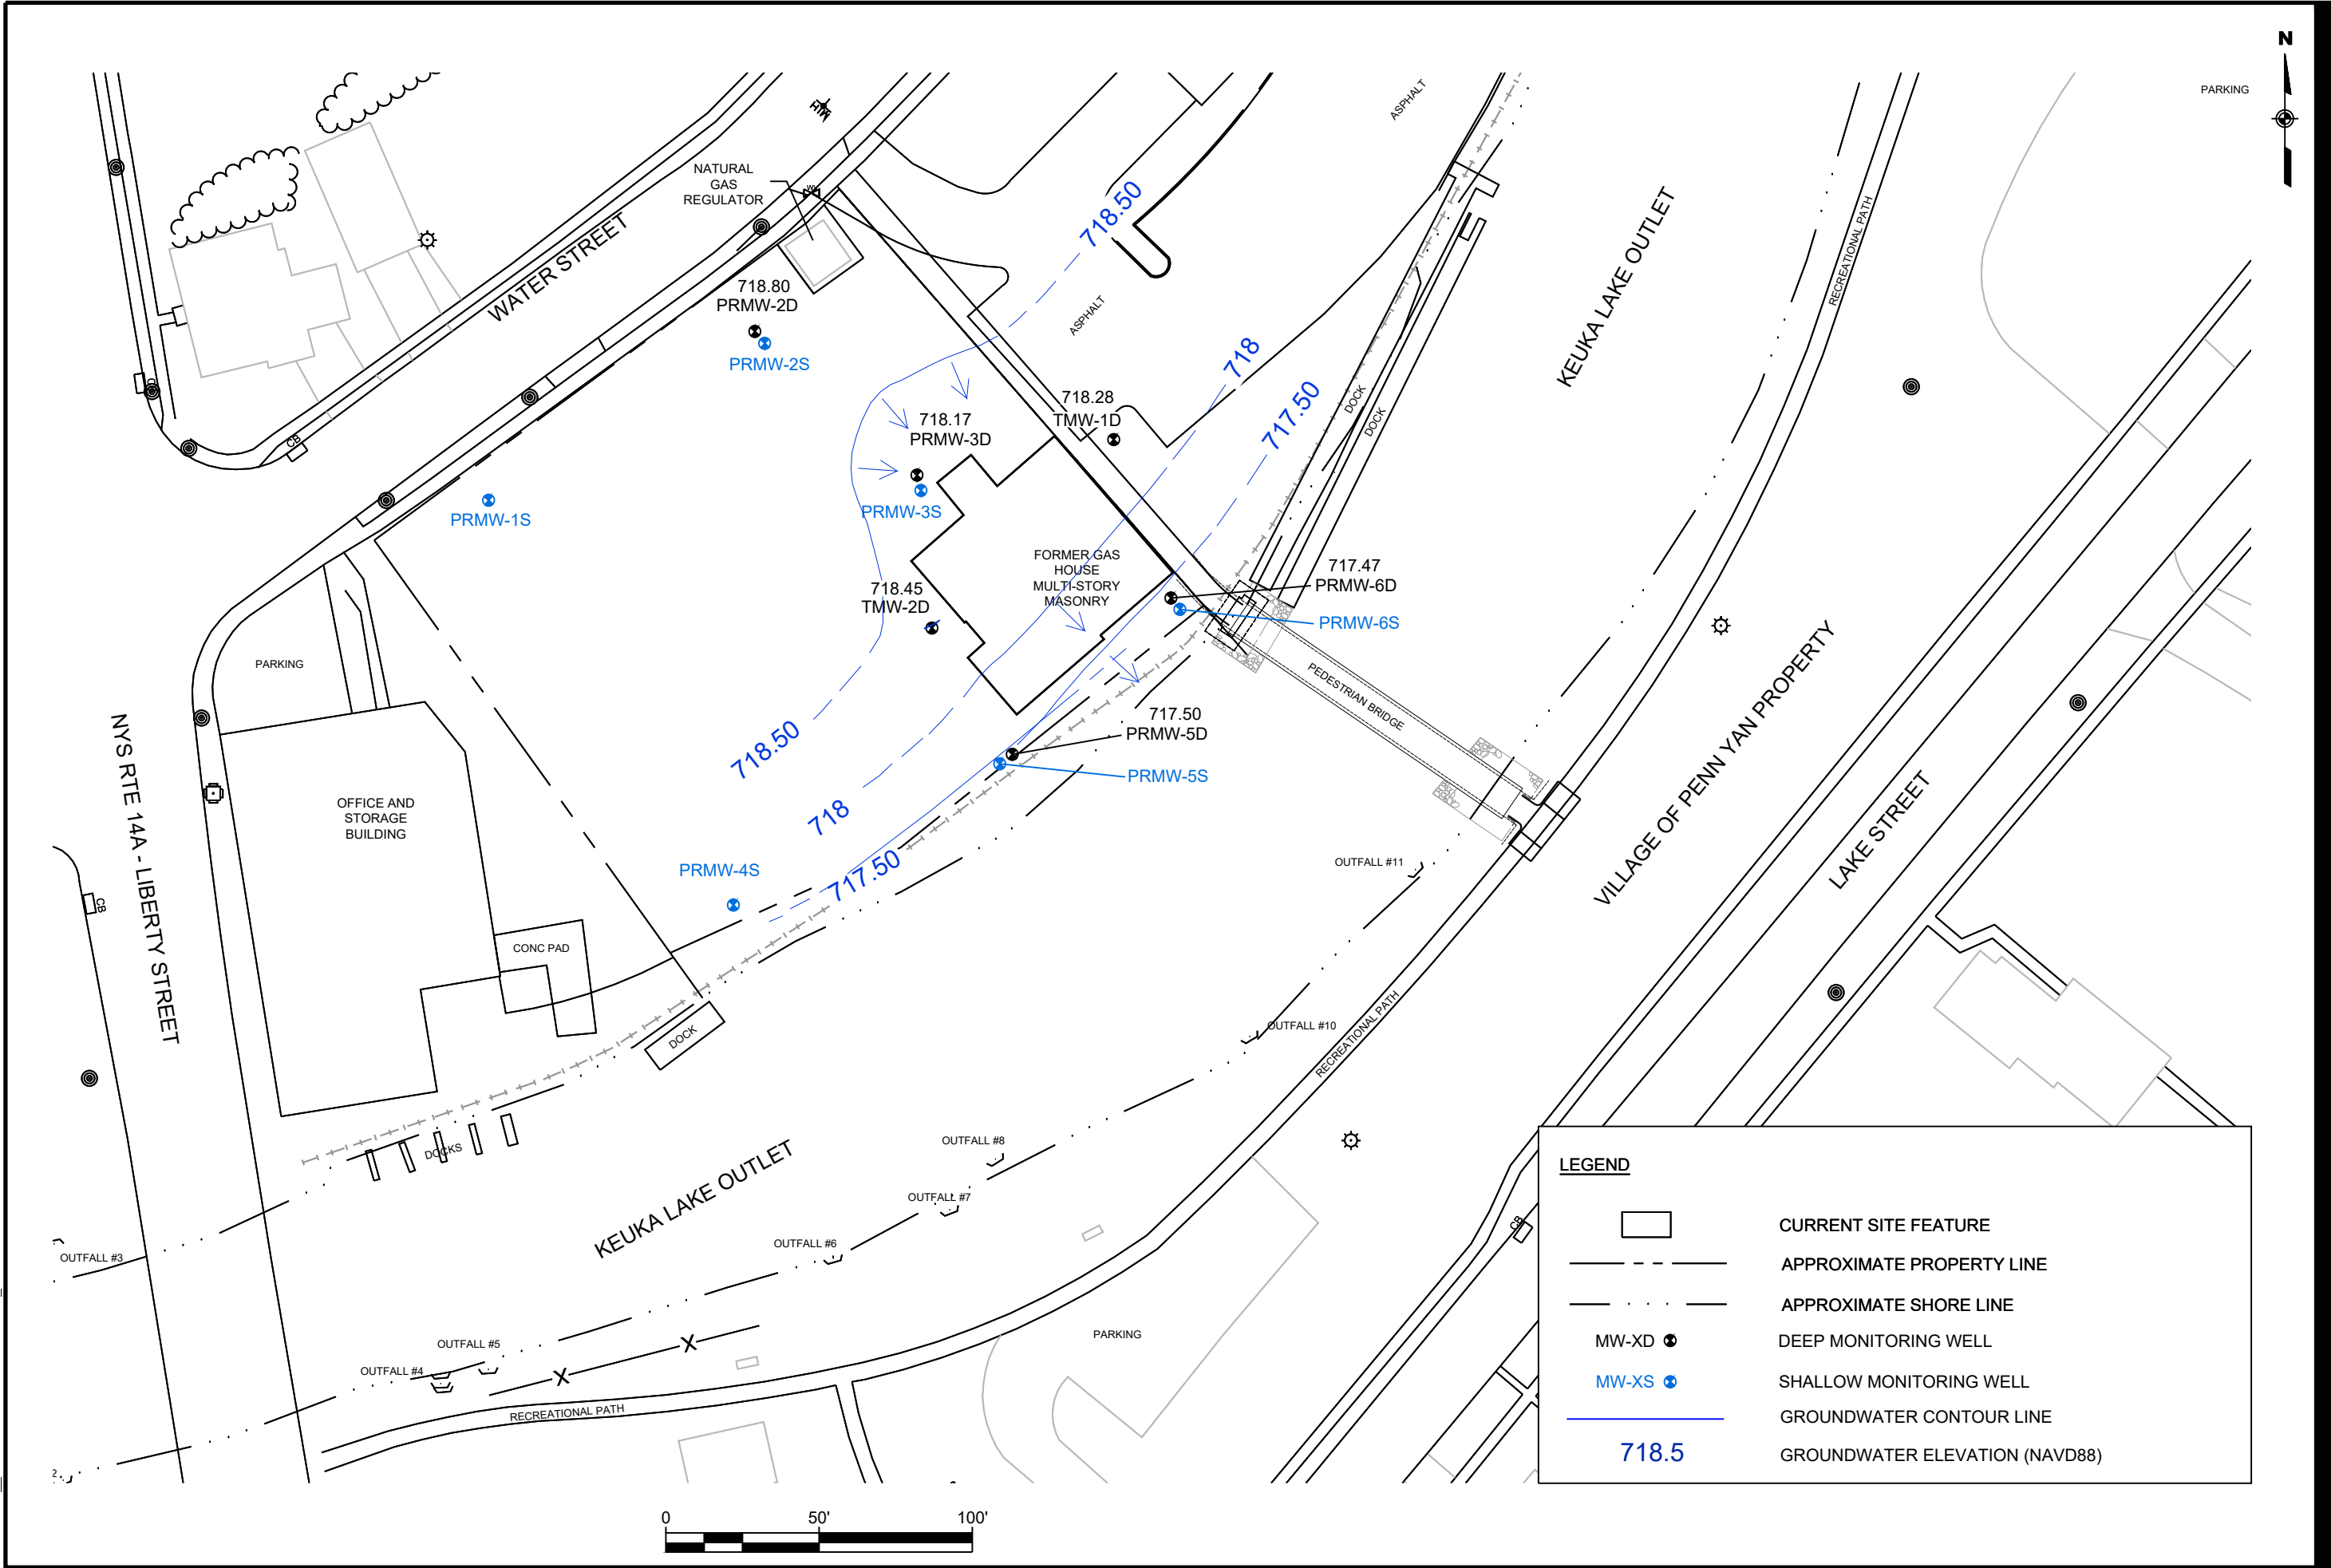 N
PARKING
ASPHALT
NATURAL
GAS
REGULATOR
WATER STREET
718.50
KEUKA LAKE OUTLET
RECREATIONAL PATH
718.80
PRMW-2D
PRMW-2S
ASPHALT
718
717.50
DOCK
DOCK
718.28
TMW-1D
718.17
PRMW-3D
PRMW-3S
CB
CB
PRMW-1S
FORMER GAS
HOUSE
MULTI-STORY
MASONRY
717.47
PRMW-6D
PRMW-6S
718.45
TMW-2D
PARKING
PEDESTRIAN BRIDGE
717.50
PRMW-5D
PRMW-5S
718.50
718
717.50
NYS RTE 14A - LIBERTY STREET
OFFICE AND
STORAGE
BUILDING
VILLAGE OF PENN YAN PROPERTY
LAKE STREET
PRMW-4S
OUTFALL #11
CB
CONC PAD
DOCK
OUTFALL #10
RECREATIONAL PATH
DOCKS
OUTFALL #8
OUTFALL #7
KEUKA LAKE OUTLET
OUTFALL #6
OUTFALL #3
OUTFALL #5
OUTFALL #4
X
X
PARKING
RECREATIONAL PATH
2
CB
LEGEND
CURRENT SITE FEATURE
APPROXIMATE PROPERTY LINE
APPROXIMATE SHORE LINE
MW-XD DEEP MONITORING WELL
MW-XS SHALLOW MONITORING WELL
GROUNDWATER CONTOUR LINE
718.5 GROUNDWATER ELEVATION (NAVD88)
0 50' 100'